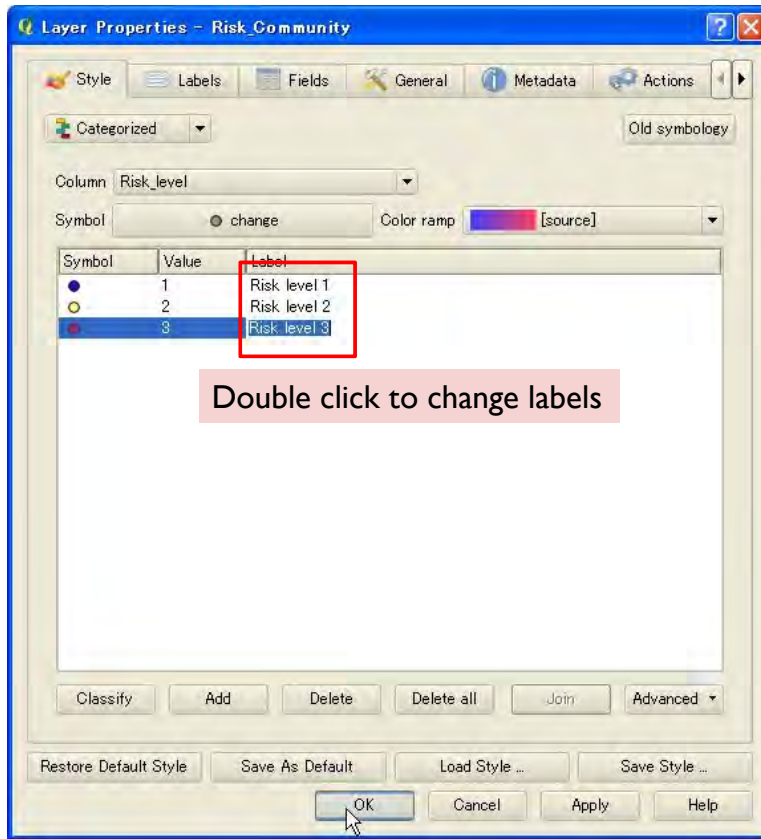 Layer Properties - Risk_Community
Style Labels Fields General Metadata Actions
Categorized Old symbology
Column Risk_level
Symbol change Color ramp [source]
Symbol Value Label
1 Risk level 1
2 Risk level 2
3 Risk level 3
Double click to change labels
Classify Add Delete Delete all Join Advanced
Restore Default Style Save As Default Load Style ... Save Style ...
OK Cancel Apply Help